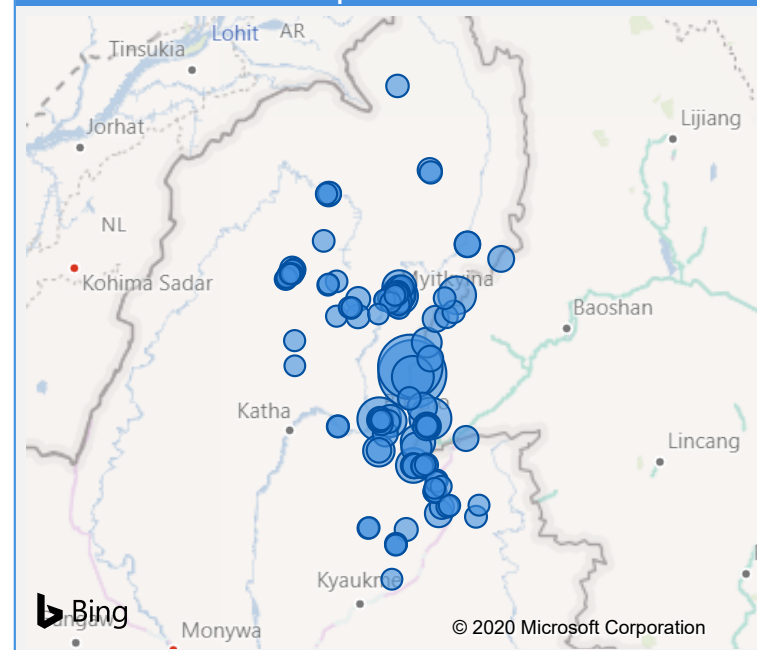 Lohit
AR
Tinsukia
Lijiang
Jorhat
NL
Kohima Sadar
Baoshan
Katha
Lincang
Kyaukme
Bing
© 2020 Microsoft Corporation
Monywa